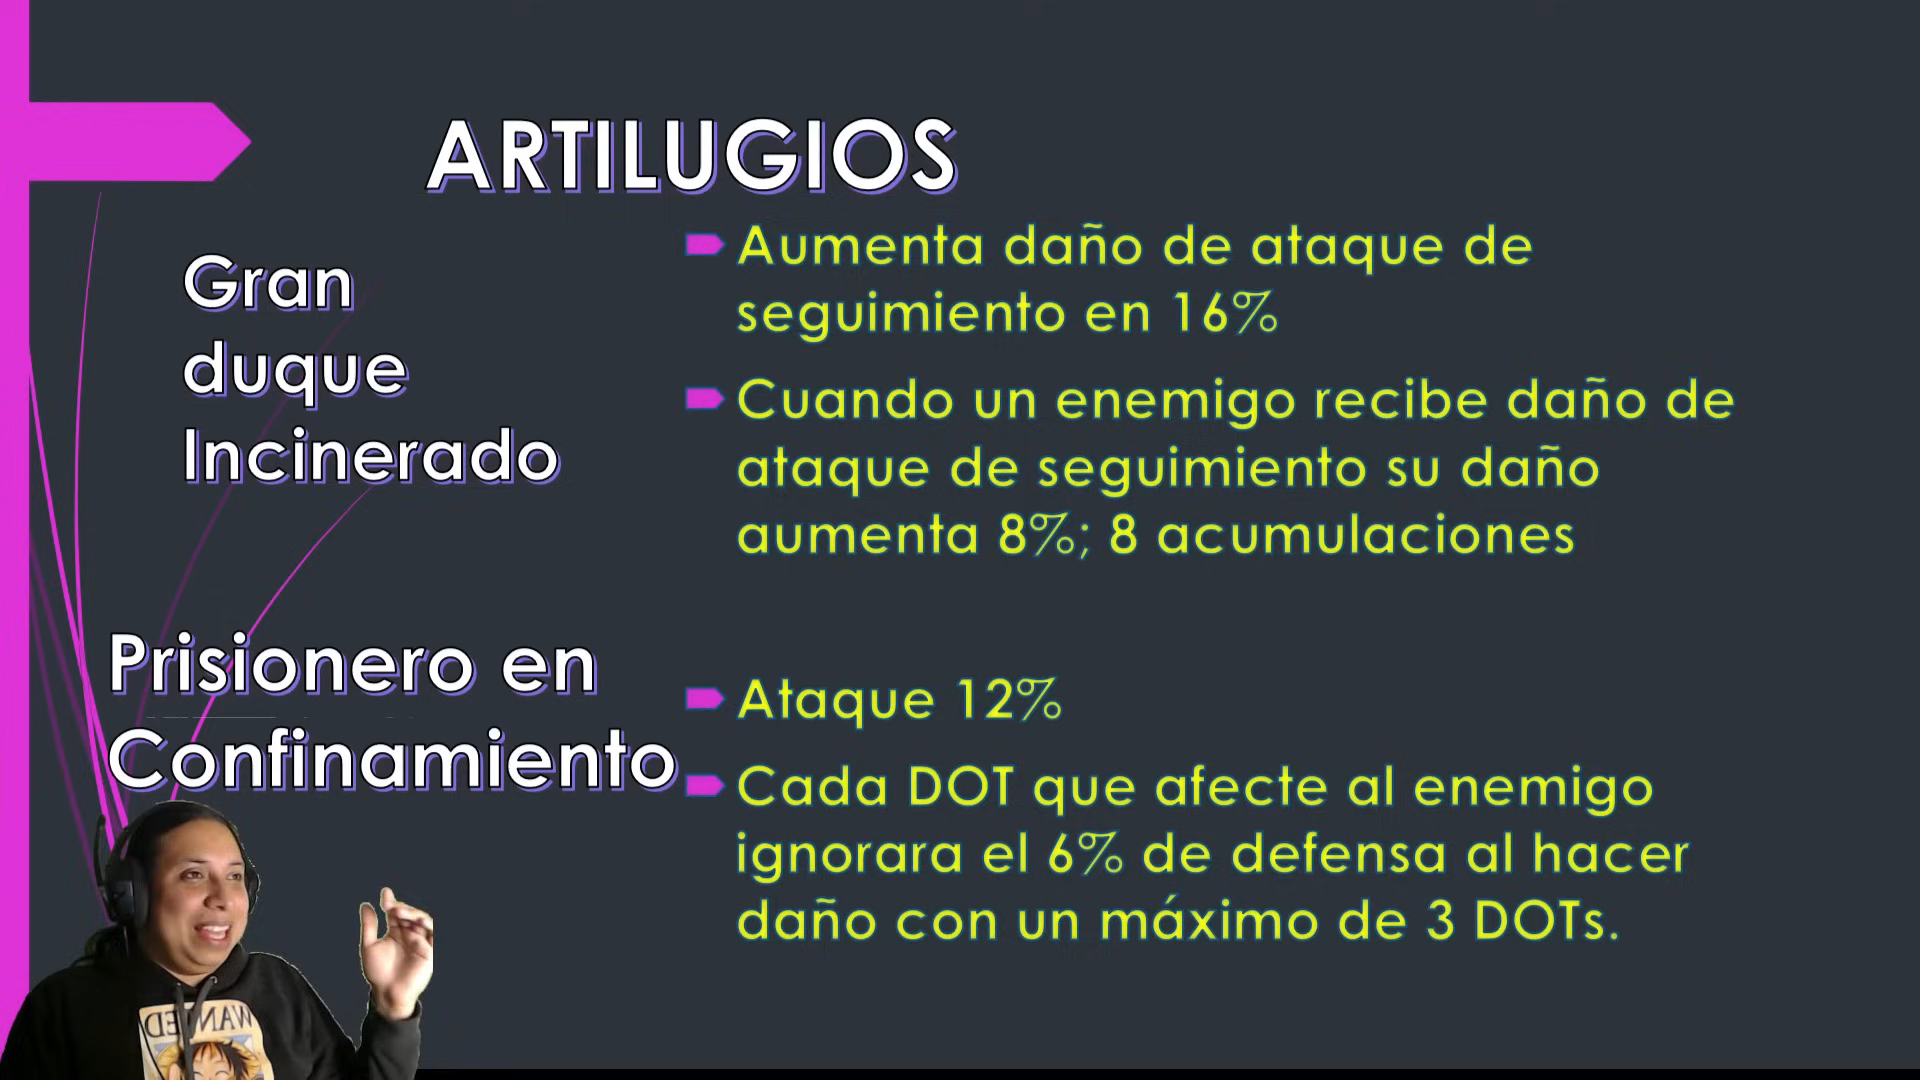 ARTILUGIOS
Gran
duque
Incinerado
Aumenta daño de ataque de
seguimiento en 16%
Cuando un enemigo recibe daño de
ataque de seguimiento su daño
aumenta 8%; 8 acumulaciones
Prisionero en
Confinamiento
Ataque 12%
Cada DOT que afecte al enemigo
ignorara el 6% de defensa al hacer
daño con un máximo de 3 DOTs.
WANTED